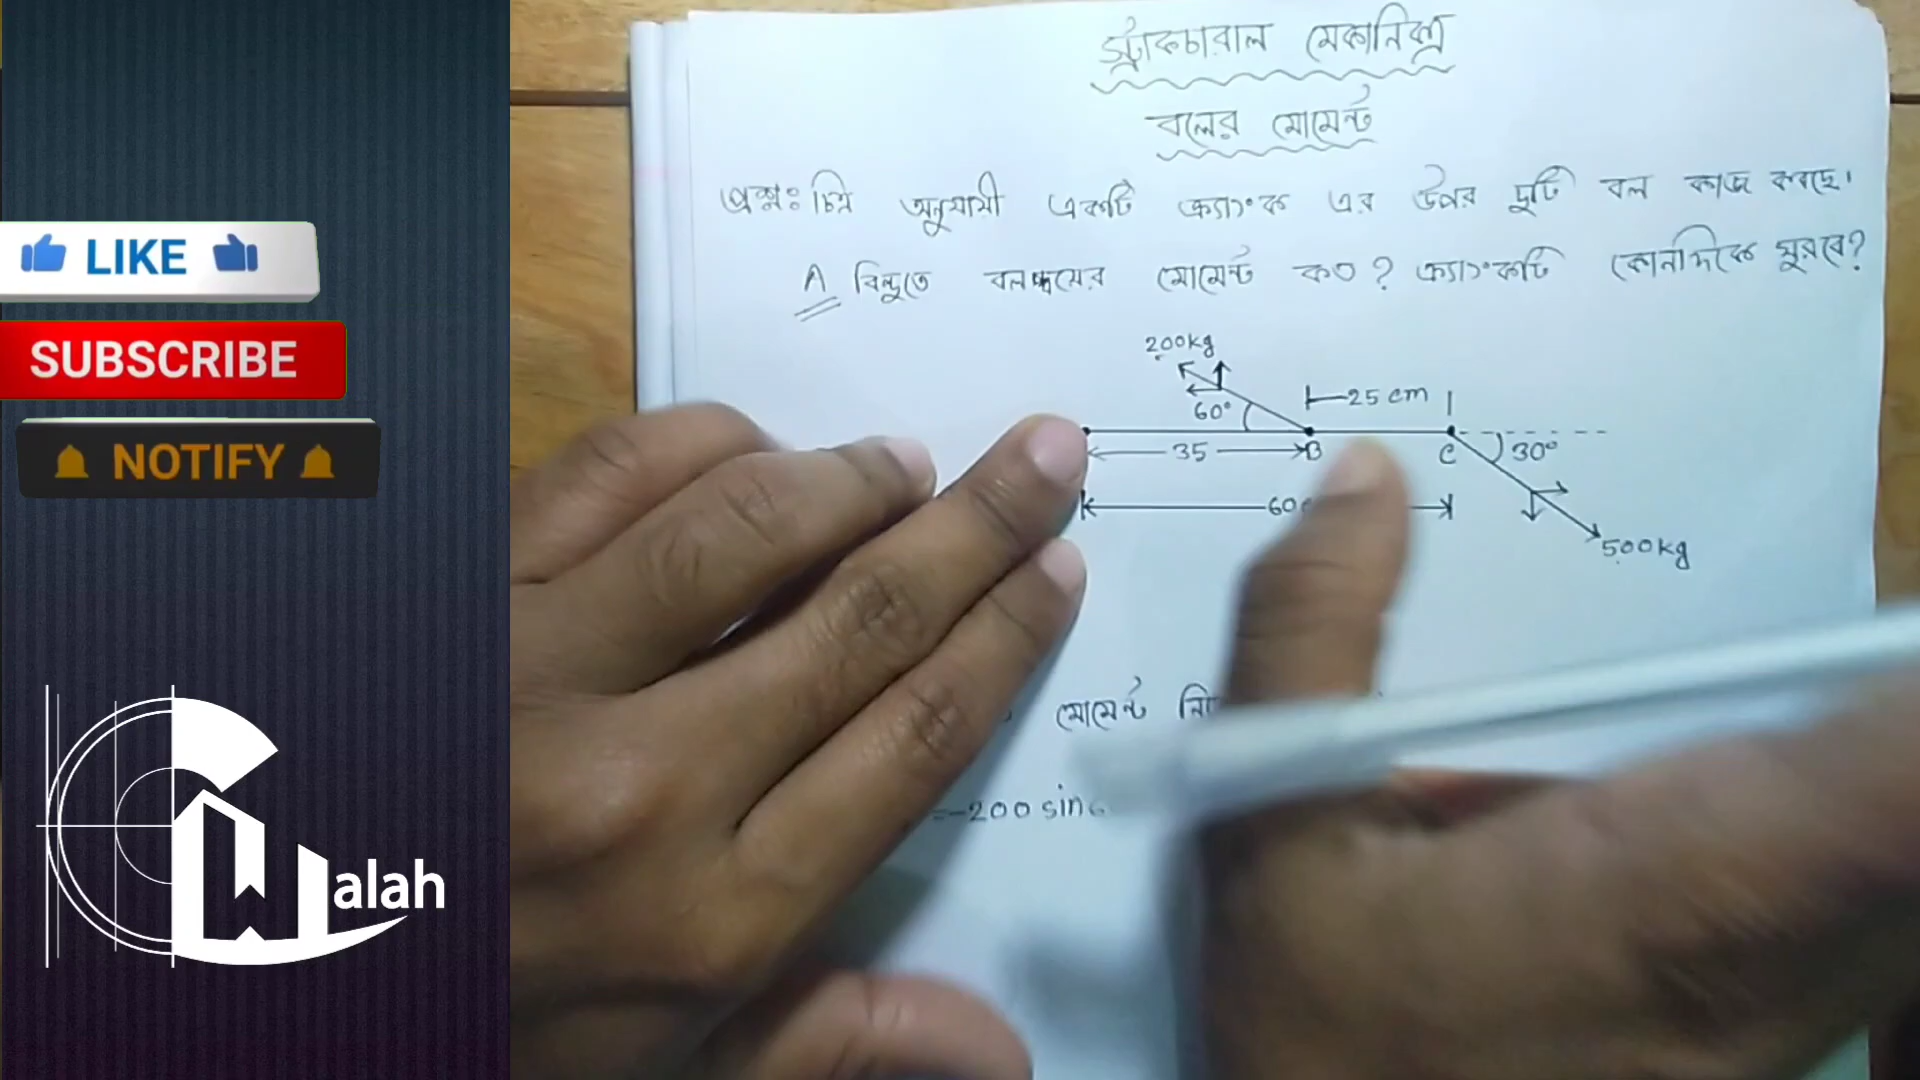 স্ট্রাকচারাল মেকানিক্স
বলের মোমেন্ট
প্রশ্নঃ চিত্র অনুযায়ী একটি ক্র্যাংক এর উপর দুটি বল কাজ করছে।
A বিন্দুতে বলদ্বয়ের মোমেন্ট কত? ক্র্যাংকটি কোনদিকে ঘুরবে?
200kg
60°
25 cm
35
B
C
30°
60
500kg
মোমেন্ট
=-200 sin
LIKE
SUBSCRIBE
NOTIFY
alah